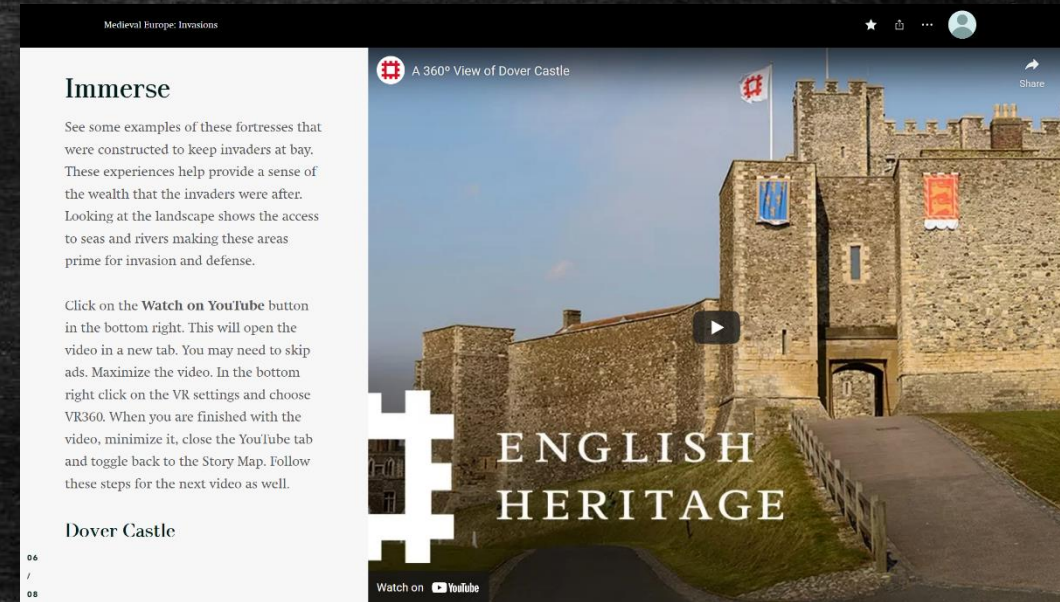 Medieval Europe: Invasions
Immerse
See some examples of these fortresses that
were constructed to keep invaders at bay.
These experiences help provide a sense of
the wealth that the invaders were after.
Looking at the landscape shows the access
to seas and rivers making these areas
prime for invasion and defense.
Click on the Watch on YouTube button
in the bottom right. This will open the
video in a new tab. You may need to skip
ads. Maximize the video. In the bottom
right click on the VR settings and choose
VR360. When you are finished with the
video, minimize it, close the YouTube tab
and toggle back to the Story Map. Follow
these steps for the next video as well.
Dover Castle
06
/
08
A 360º View of Dover Castle
Share
ENGLISH
HERITAGE
Watch on YouTube